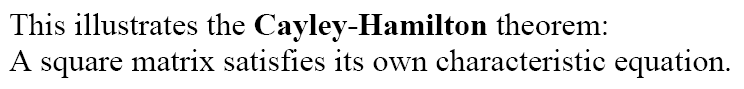 This illustrates the Cayley-Hamilton theorem:
A square matrix satisfies its own characteristic equation.